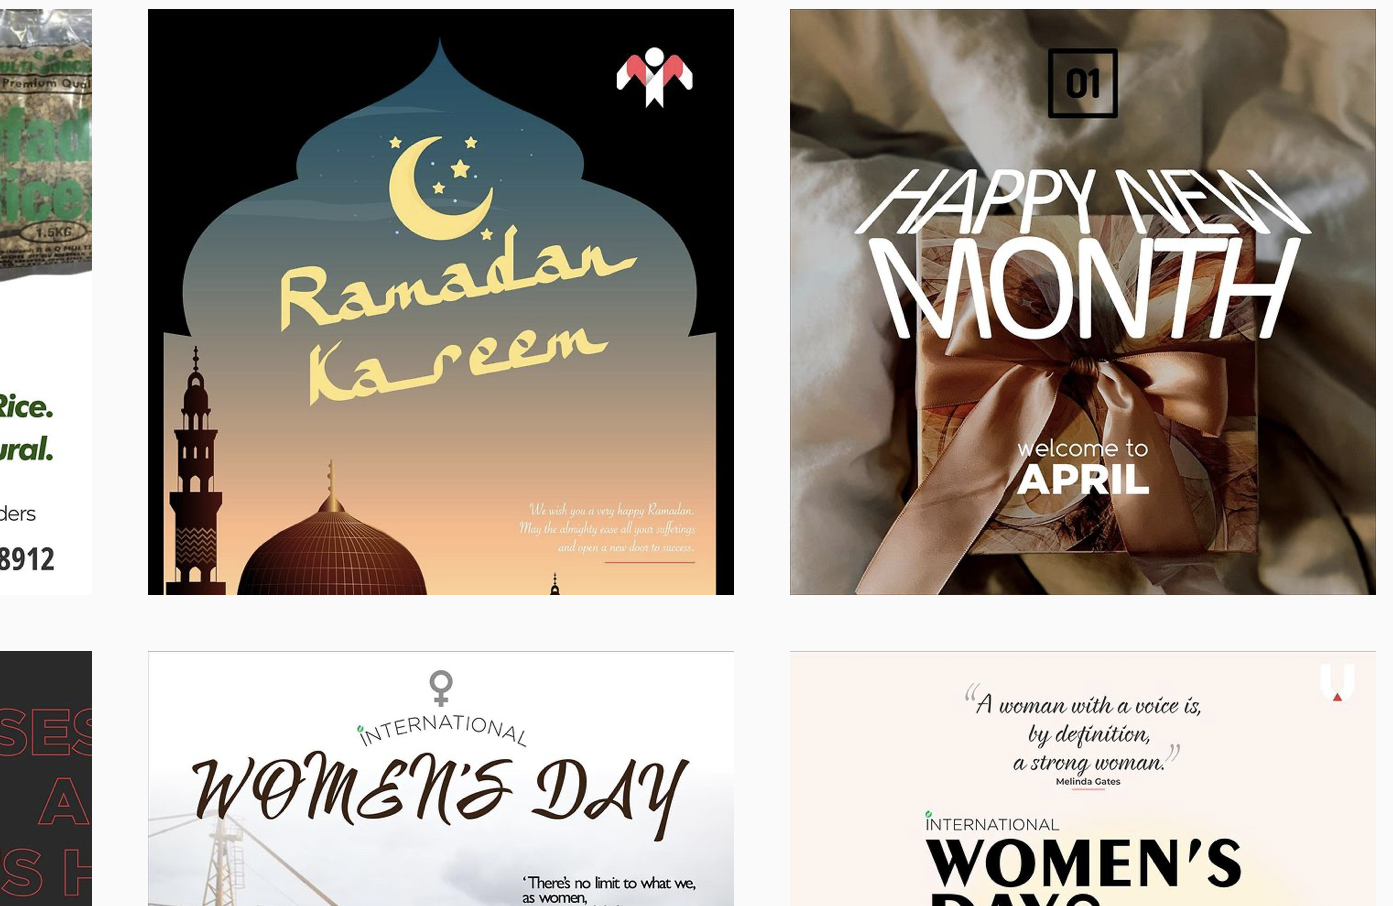 Premium
1.5KG
Rice.
8912
Ramadan
Kareem
We wish you a very happy Ramadan.
May the almighty ease all your sufferings
and open a new door to success.
01
HAPPY NEW
MONTH
welcome to
APRIL
SES
A
S H
INTERNATIONAL
WOMEN'S DAY
‘There's no limit to what we,
as women,
“A woman with a voice is,
by definition,
a strong woman.”
Melinda Gates
INTERNATIONAL
WOMEN’S